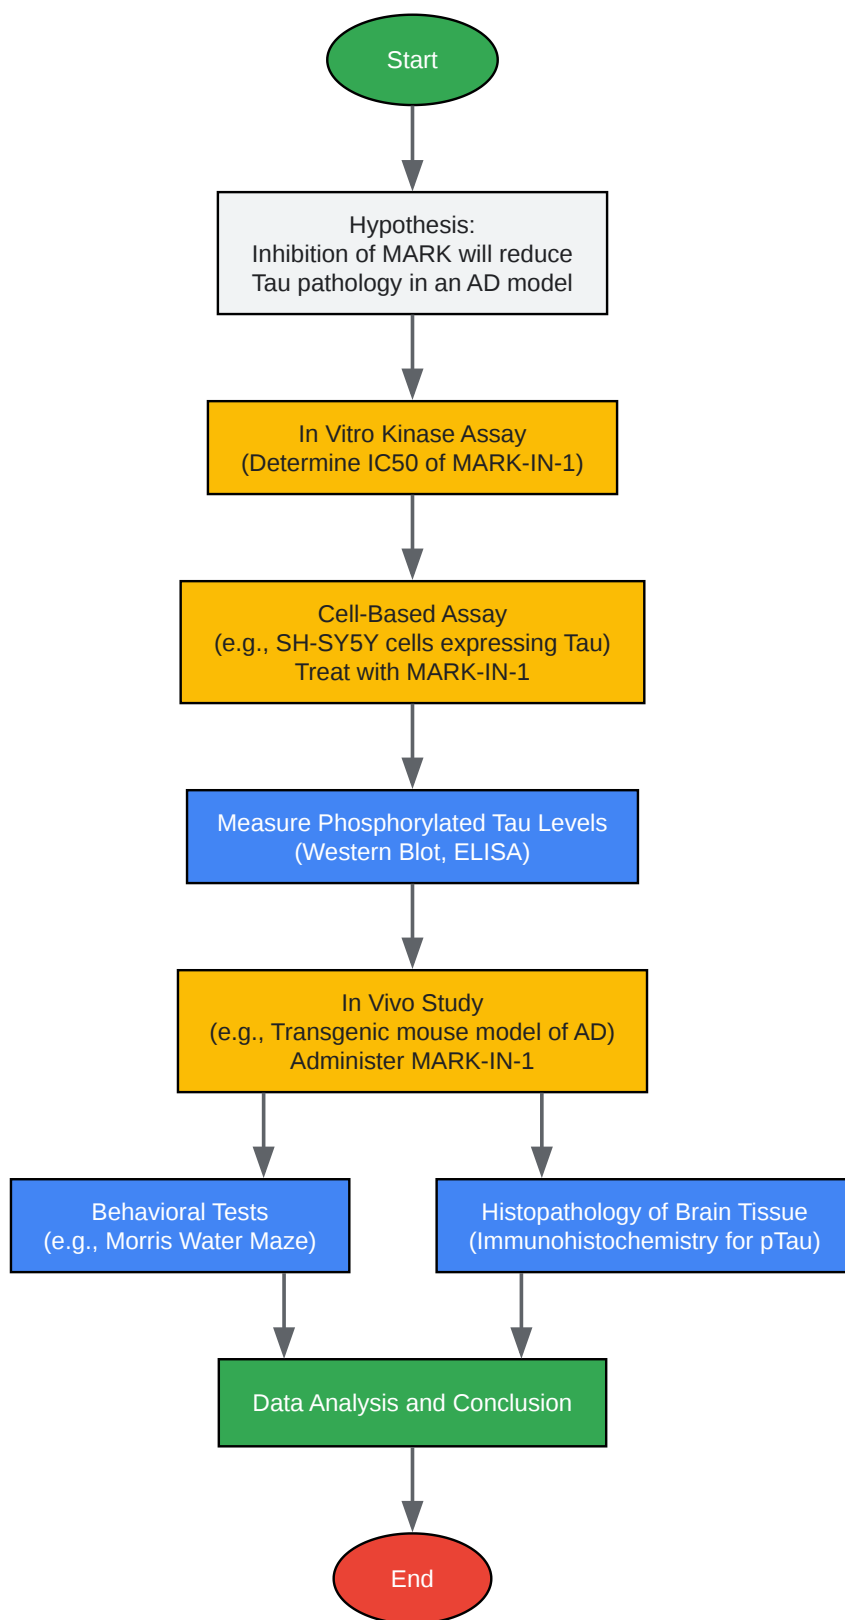 Start
Hypothesis:
Inhibition of MARK will reduce
Tau pathology in an AD model
In Vitro Kinase Assay
(Determine IC50 of MARK-IN-1)
Cell-Based Assay
(e.g., SH-SY5Y cells expressing Tau)
Treat with MARK-IN-1
Measure Phosphorylated Tau Levels
(Western Blot, ELISA)
In Vivo Study
(e.g., Transgenic mouse model of AD)
Administer MARK-IN-1
Behavioral Tests
(e.g., Morris Water Maze)
Histopathology of Brain Tissue
(Immunohistochemistry for pTau)
Data Analysis and Conclusion
End